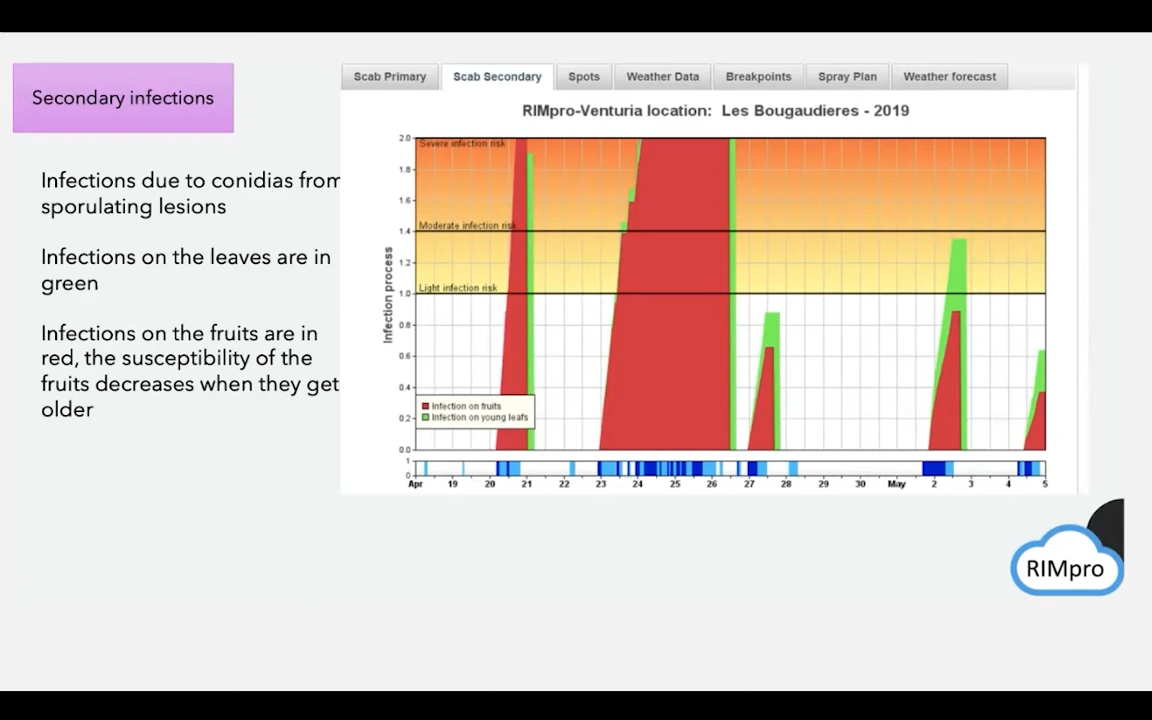 Secondary infections
Infections due to conidias from
sporulating lesions
Infections on the leaves are in
green
Infections on the fruits are in
red, the susceptibility of the
fruits decreases when they get
older
Scab Primary
Scab Secondary
Spots
Weather Data
Breakpoints
Spray Plan
Weather forecast
RIMpro-Venturia location: Les Bougaudieres - 2019
Infection process
2.0
1.8
1.6
1.4
1.2
1.0
0.8
0.6
0.4
0.2
0.0
Severe infection risk
Moderate infection risk
Light infection risk
Infection on fruits
Infection on young leafs
1
0
Apr 19 20 21 22 23 24 25 26 27 28 29 30 May 2 3 4 5
RIMpro